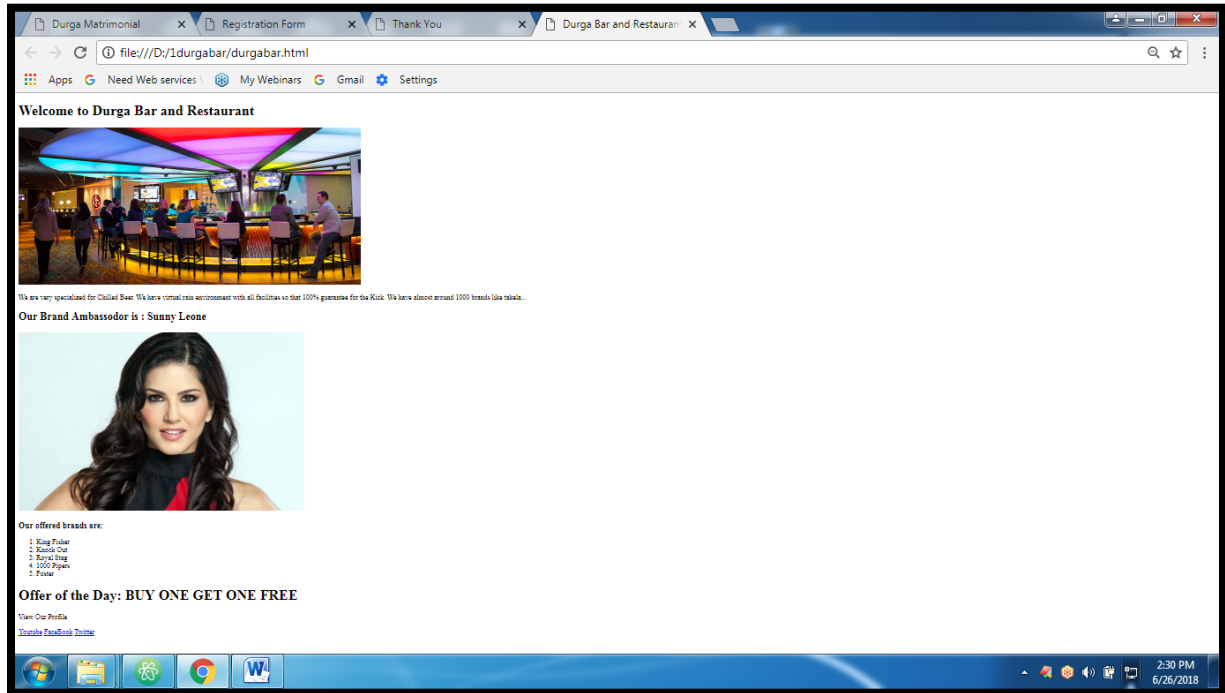 Durga Matrimonial
Registration Form
Thank You
Durga Bar and Restauran
file:///D:/1durgabar/durgabar.html
Apps G Need Web services My Webinars G Gmail Settings
Welcome to Durga Bar and Restaurant
We are very specialized for Chilled Beer. We have virtual rain environment with all facilities so that 100% guarantee for the Kick. We have almost around 1000 brands like takela...
Our Brand Ambassodor is : Sunny Leone
Our offered brands are:
1. King Fisher
2. Knock Out
3. Royal Stag
4. 1000 Pipers
5. Foster
Offer of the Day: BUY ONE GET ONE FREE
View Our Profile
Youtube FaceBook Twitter
W
2:30 PM
6/26/2018